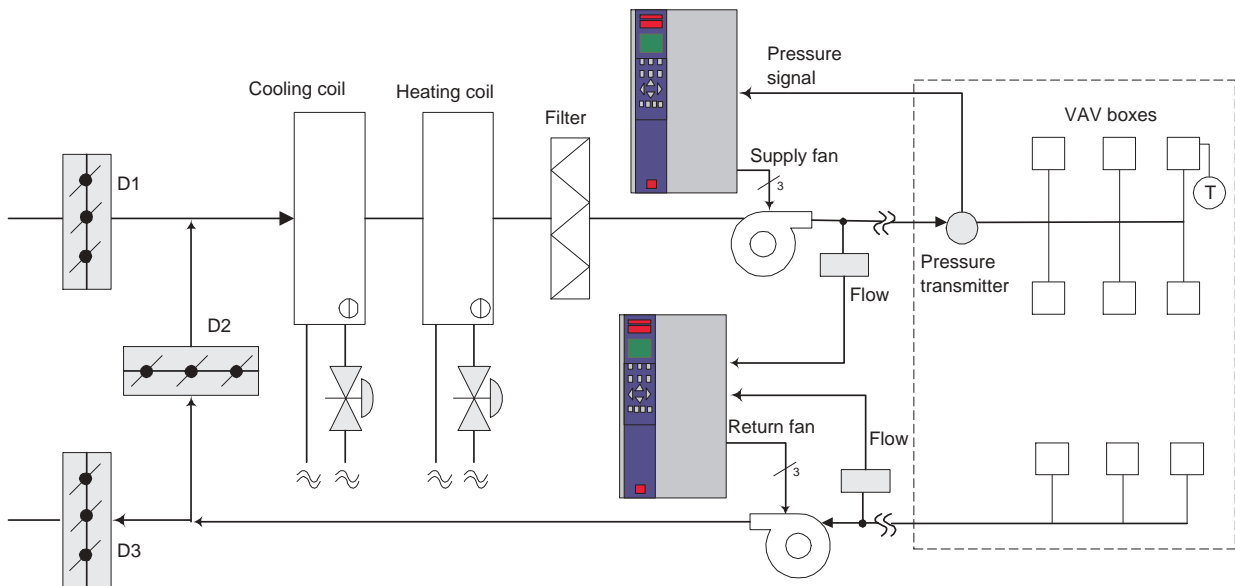 Pressure
signal
Cooling coil
Heating coil
Filter
VAV boxes
Supply fan
D1
3
T
Pressure
transmitter
Flow
D2
Return fan
Flow
3
D3